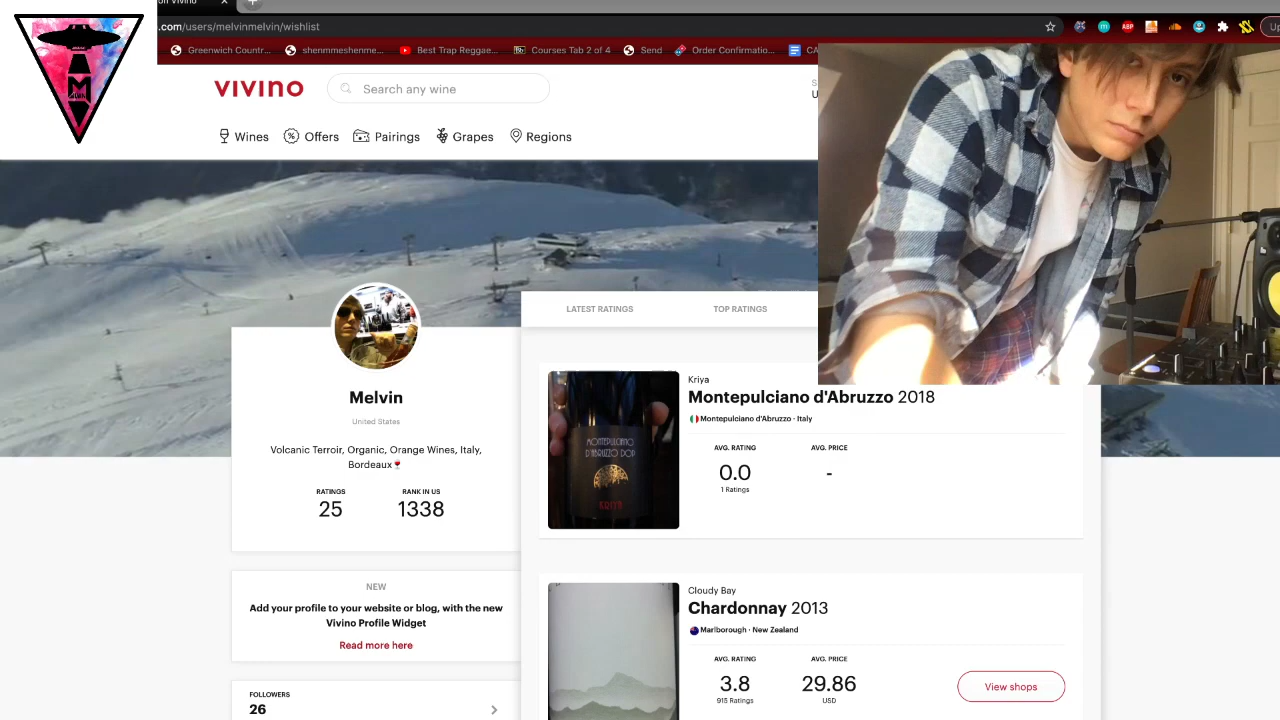 on Vivino
.com/users/melvinmelvin/wishlist
Greenwich Countr...
shenmmeshenme...
Best Trap Reggae...
Courses Tab 2 of 4
Send
Order Confirmatio...
CA
VIVINO
Search any wine
Wines
Offers
Pairings
Grapes
Regions
LATEST RATINGS
TOP RATINGS
Melvin
United States
Volcanic Terroir, Organic, Orange Wines, Italy,
Bordeaux🍷
RATINGS
25
RANK IN US
1338
NEW
Add your profile to your website or blog, with the new
Vivino Profile Widget
Read more here
FOLLOWERS
26
Kriya
Montepulciano d'Abruzzo 2018
Montepulciano d'Abruzzo · Italy
AVG. RATING
0.0
1 Ratings
AVG. PRICE
-
MONTEPULCIANO
D'ABRUZZO DOP
KRIYA
Cloudy Bay
Chardonnay 2013
Marlborough · New Zealand
AVG. RATING
3.8
915 Ratings
AVG. PRICE
29.86
USD
View shops